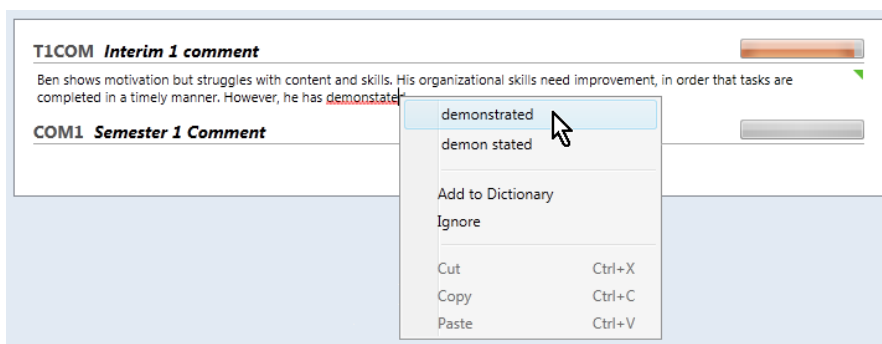 T1COM Interim 1 comment
Ben shows motivation but struggles with content and skills. His organizational skills need improvement, in order that tasks are
completed in a timely manner. However, he has demonstated
COM1 Semester 1 Comment
demonstrated
demon stated
Add to Dictionary
Ignore
Cut Ctrl+X
Copy Ctrl+C
Paste Ctrl+V